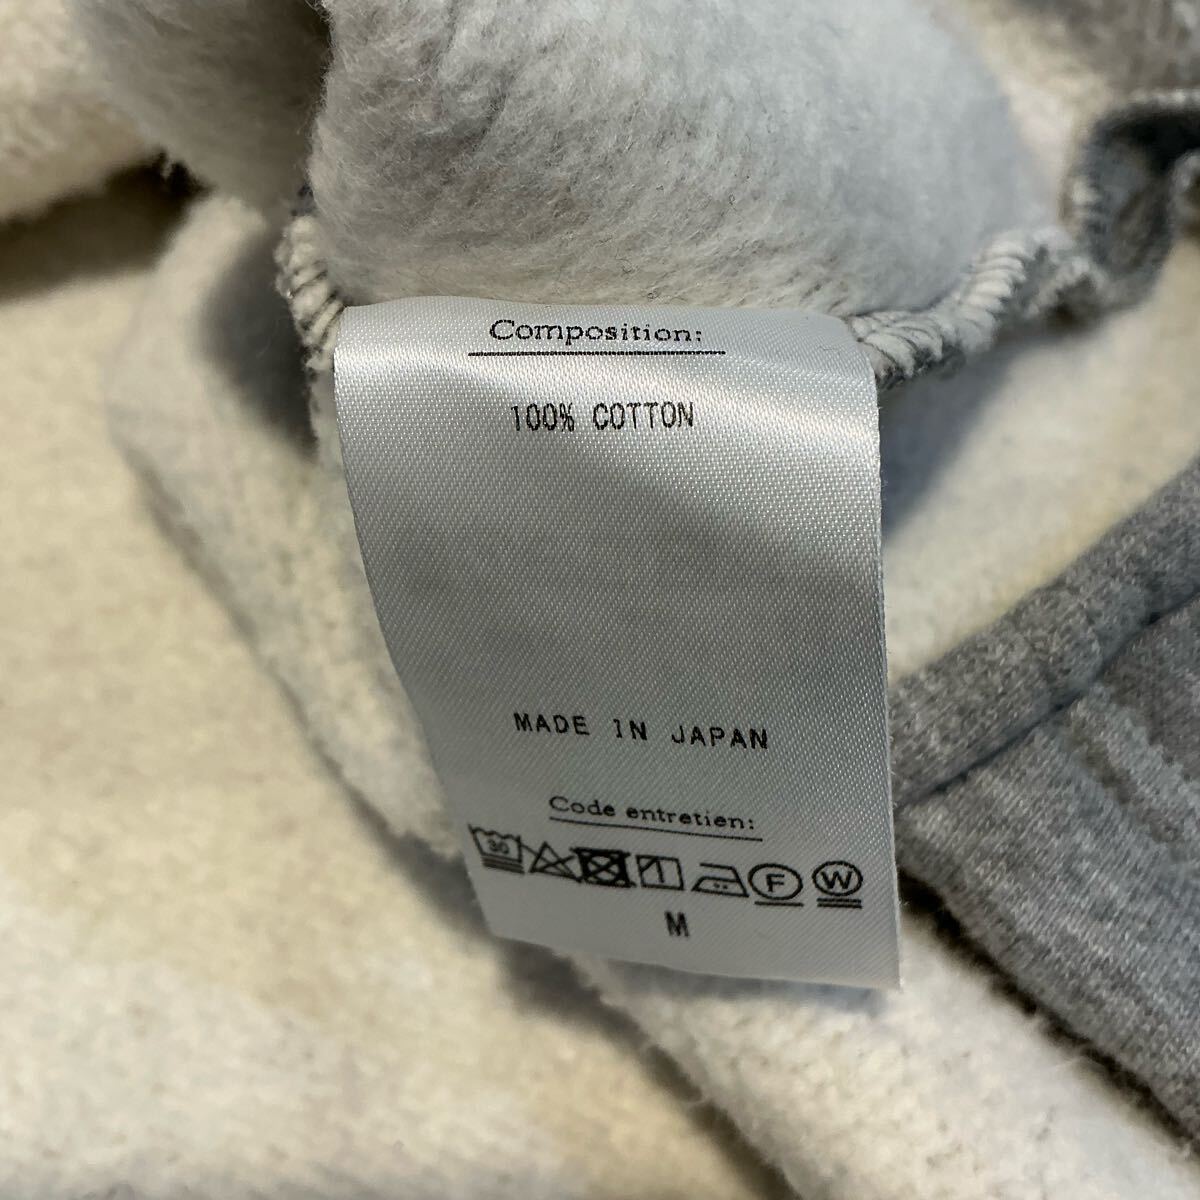 Composition:
100% COTTON
MADE IN JAPAN
Code entretien:
30 F W
M